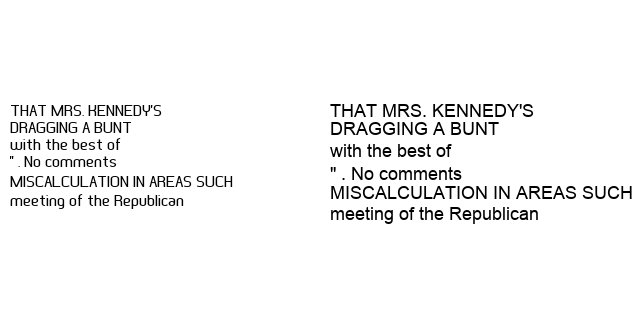 THAT MRS. KENNEDY'S
DRAGGING A BUNT
with the best of
" . No comments
MISCALCULATION IN AREAS SUCH
meeting of the Republican
THAT MRS. KENNEDY'S
DRAGGING A BUNT
with the best of
" . No comments
MISCALCULATION IN AREAS SUCH
meeting of the Republican